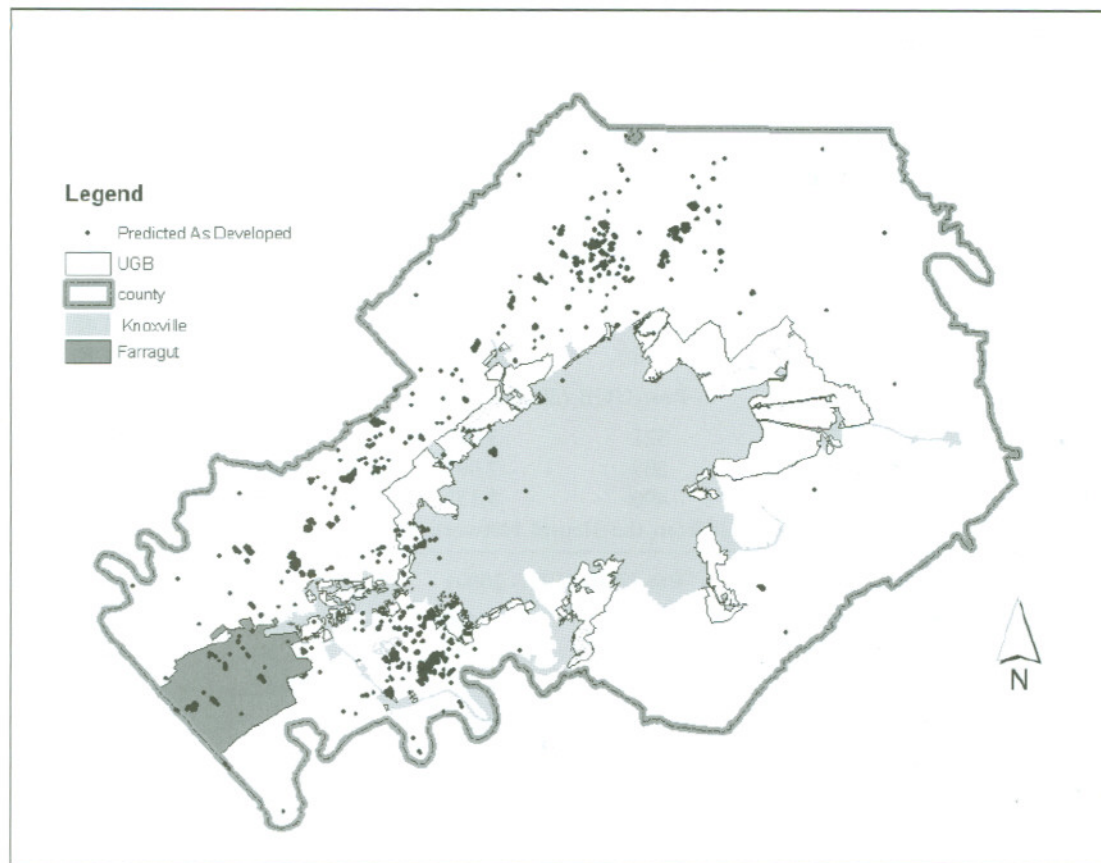 Legend
Predicted As Developed
UGB
county
Knoxville
Farragut
N